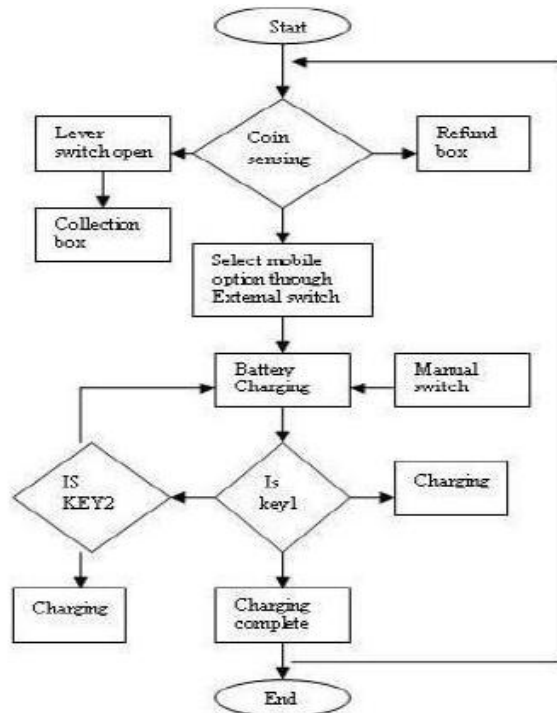 Start
Lever
switch open
Coin
sensing
Refund
box
Collection
box
Select mobile
option through
External switch
Battery
Charging
Manual
switch
IS
KEY2
Is
key1
Charging
Charging
Charging
complete
End